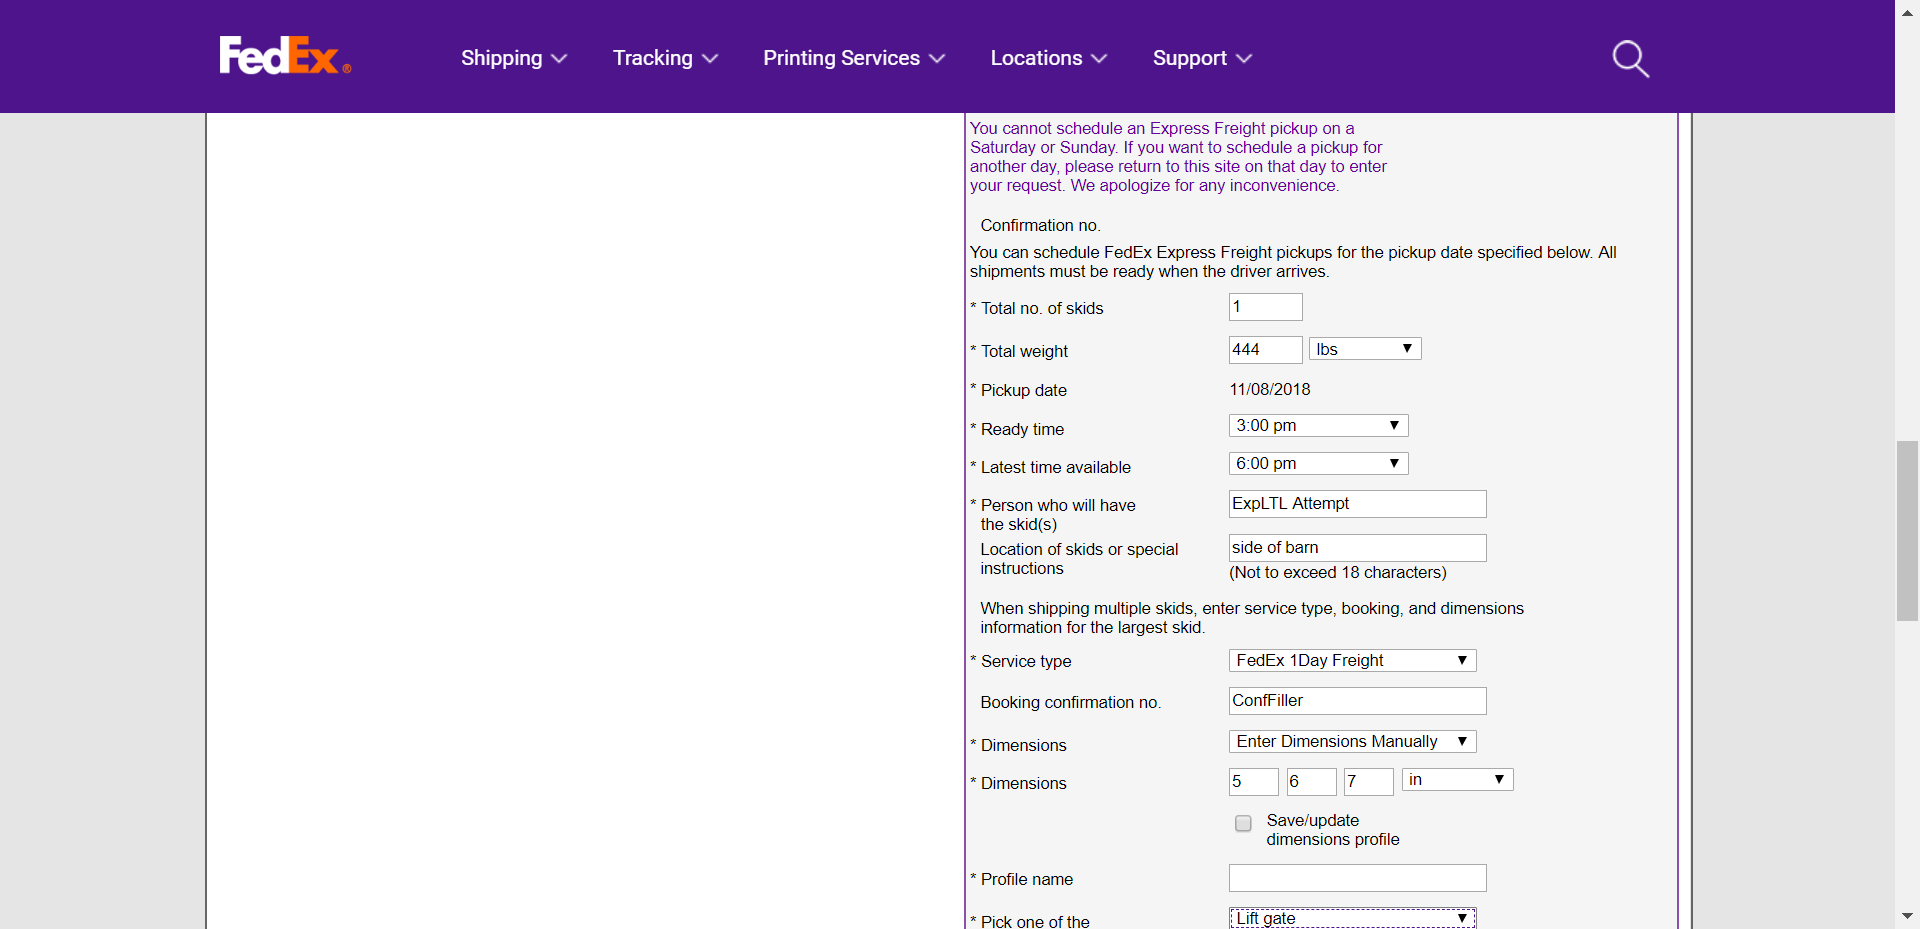 FedEx®
Shipping
Tracking
Printing Services
Locations
Support
You cannot schedule an Express Freight pickup on a
Saturday or Sunday. If you want to schedule a pickup for
another day, please return to this site on that day to enter
your request. We apologize for any inconvenience.
Confirmation no.
You can schedule FedEx Express Freight pickups for the pickup date specified below. All
shipments must be ready when the driver arrives.
* Total no. of skids 1
* Total weight 444 lbs
* Pickup date 11/08/2018
* Ready time 3:00 pm
* Latest time available 6:00 pm
* Person who will have ExpLTL Attempt
the skid(s)
Location of skids or special side of barn
instructions (Not to exceed 18 characters)
When shipping multiple skids, enter service type, booking, and dimensions
information for the largest skid.
* Service type FedEx 1Day Freight
Booking confirmation no. ConfFiller
* Dimensions Enter Dimensions Manually
* Dimensions 5 6 7 in
Save/update
dimensions profile
* Profile name
* Pick one of the Lift gate